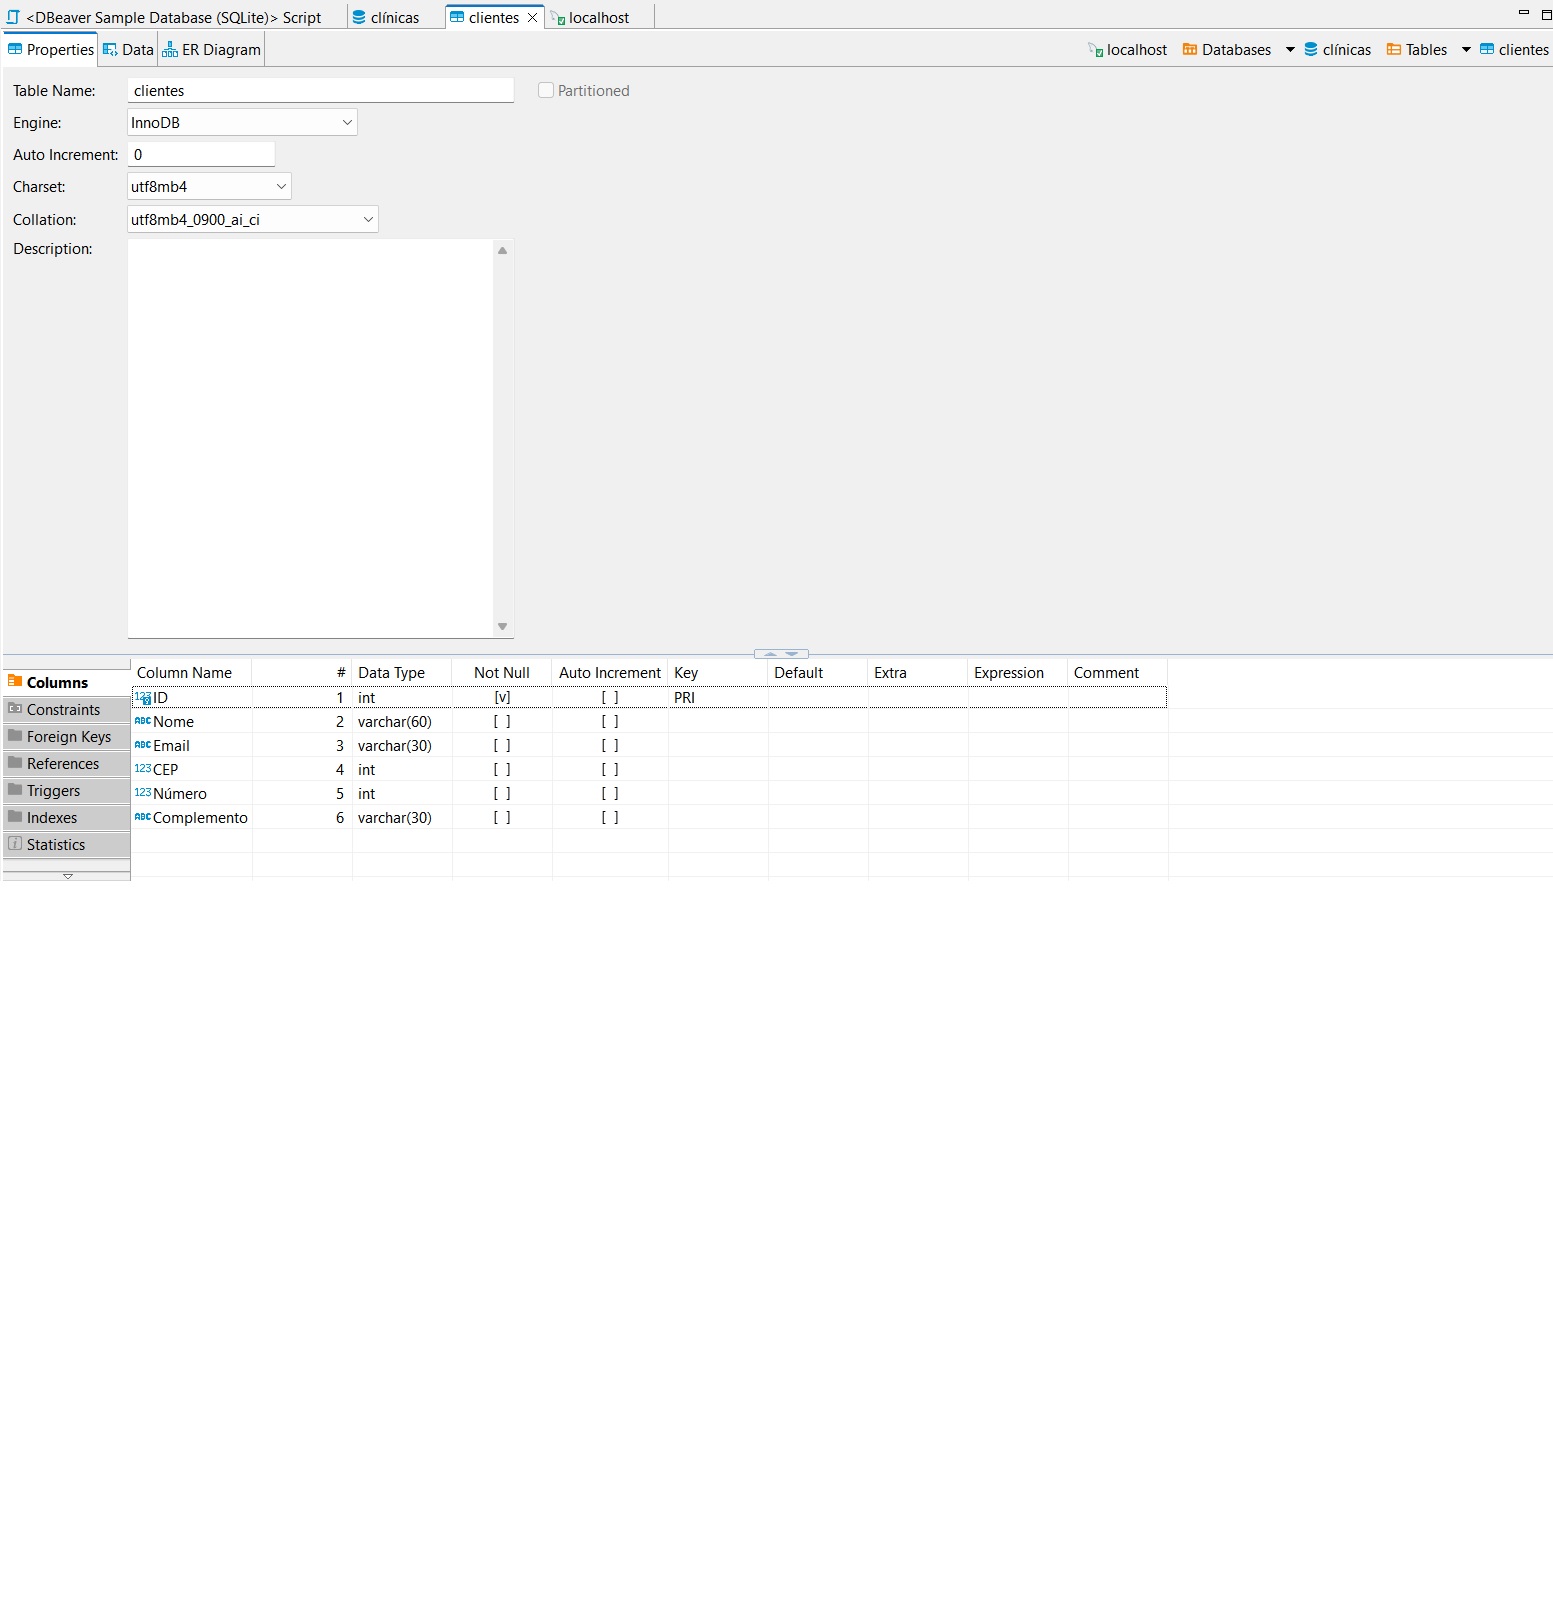 <DBeaver Sample Database (SQLite)> Script clínicas clientes localhost
Properties Data ER Diagram localhost Databases clínicas Tables clientes
Table Name: clientes Partitioned
Engine: InnoDB
Auto Increment: 0
Charset: utf8mb4
Collation: utf8mb4_0900_ai_ci
Description:
Columns
Constraints
Foreign Keys
References
Triggers
Indexes
Statistics
Column Name # Data Type Not Null Auto Increment Key Default Extra Expression Comment
123 ID 1 int [v] [ ] PRI
ABC Nome 2 varchar(60) [ ] [ ]
ABC Email 3 varchar(30) [ ] [ ]
123 CEP 4 int [ ] [ ]
123 Número 5 int [ ] [ ]
ABC Complemento 6 varchar(30) [ ] [ ]